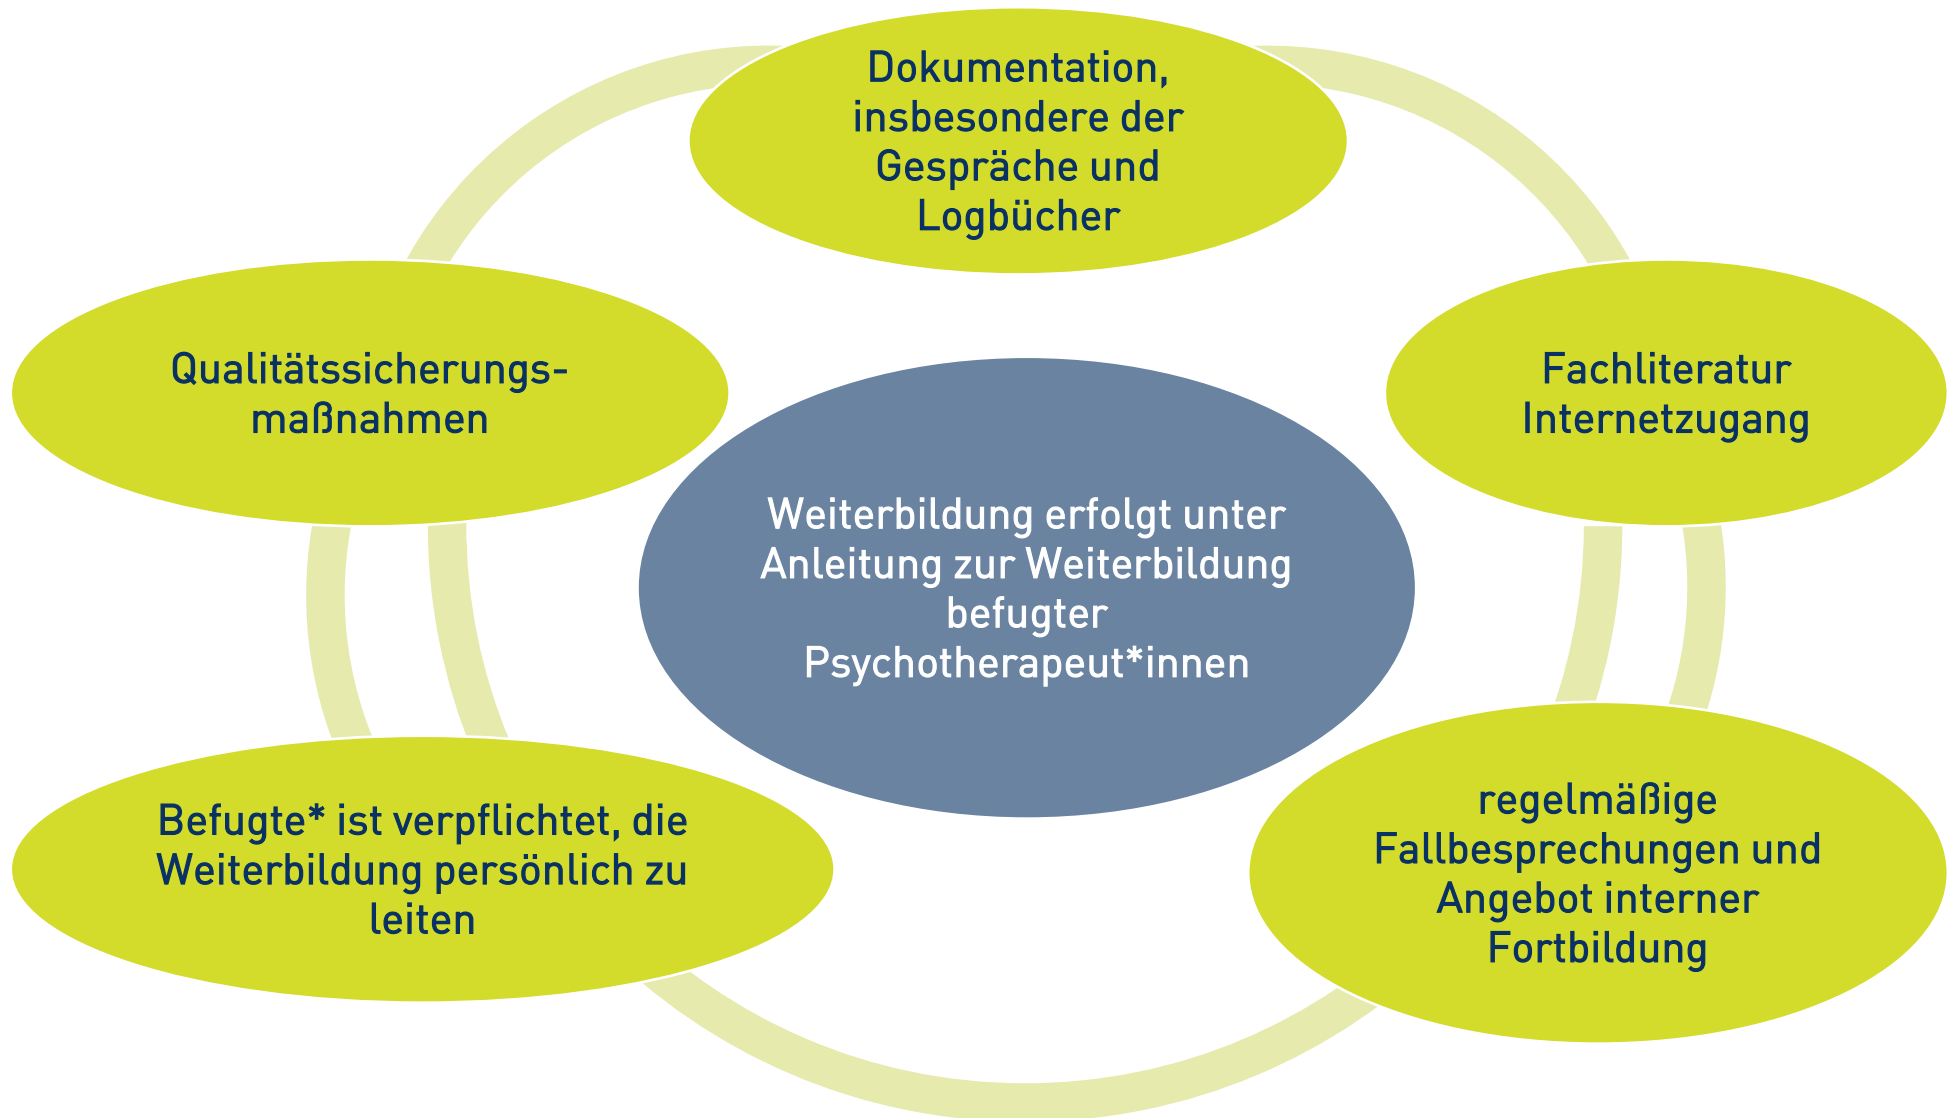 Dokumentation,
insbesondere der
Gespräche und
Logbücher
Qualitätssicherungs-
maßnahmen
Fachliteratur
Internetzugang
Weiterbildung erfolgt unter
Anleitung zur Weiterbildung
befugter
Psychotherapeut*innen
Befugte* ist verpflichtet, die
Weiterbildung persönlich zu
leiten
regelmäßige
Fallbesprechungen und
Angebot interner
Fortbildung